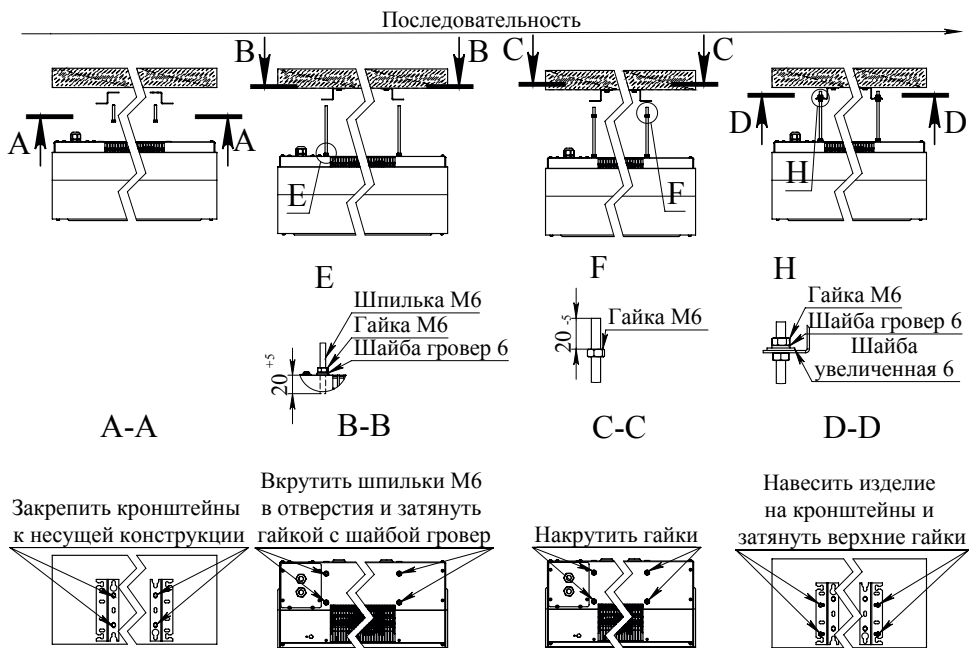 Последовательность
B B C C
A A D D
E F H
E F H
Шпилька М6
Гайка М6
Шайба гровер 6
20 +5
Гайка М6
20 -5
Гайка М6
Шайба гровер 6
Шайба
увеличенная 6
A-A B-B C-C D-D
Закрепить кронштейны
к несущей конструкции
Вкрутить шпильки М6
в отверстия и затянуть
гайкой с шайбой гровер
Накрутить гайки
Навесить изделие
на кронштейны и
затянуть верхние гайки